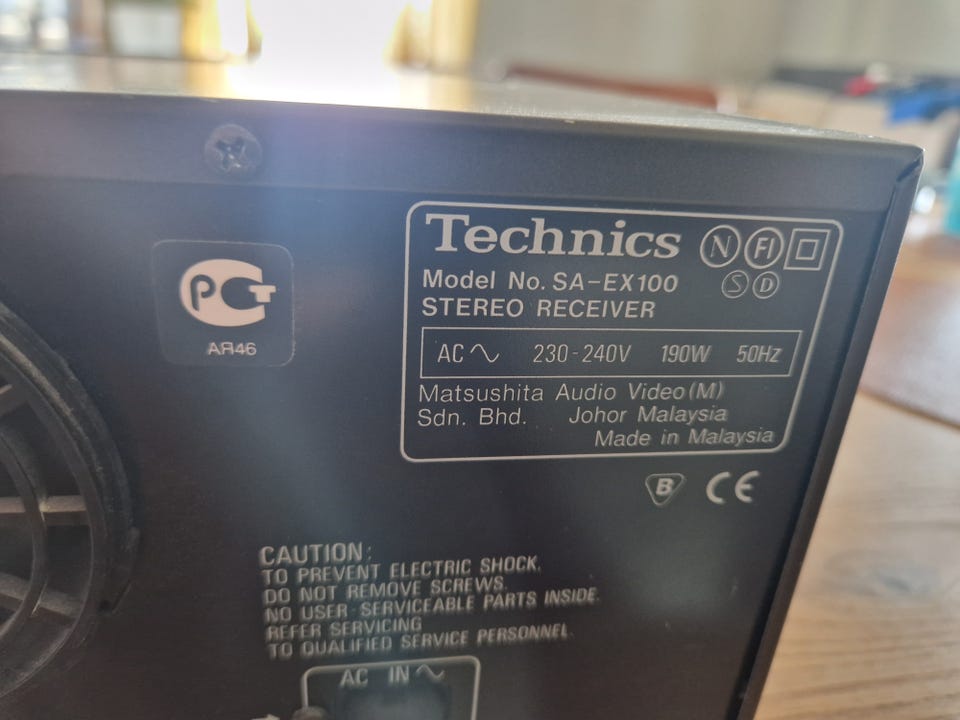 Technics N FI
Model No. SA-EX100 S D
STEREO RECEIVER
AC 230-240V 190W 50Hz
Matsushita Audio Video(M)
Sdn. Bhd. Johor Malaysia
Made in Malaysia
PCT
АЯ46
B CE
CAUTION:
TO PREVENT ELECTRIC SHOCK,
DO NOT REMOVE SCREWS.
NO USER-SERVICEABLE PARTS INSIDE.
REFER SERVICING
TO QUALIFIED SERVICE PERSONNEL.
AC IN